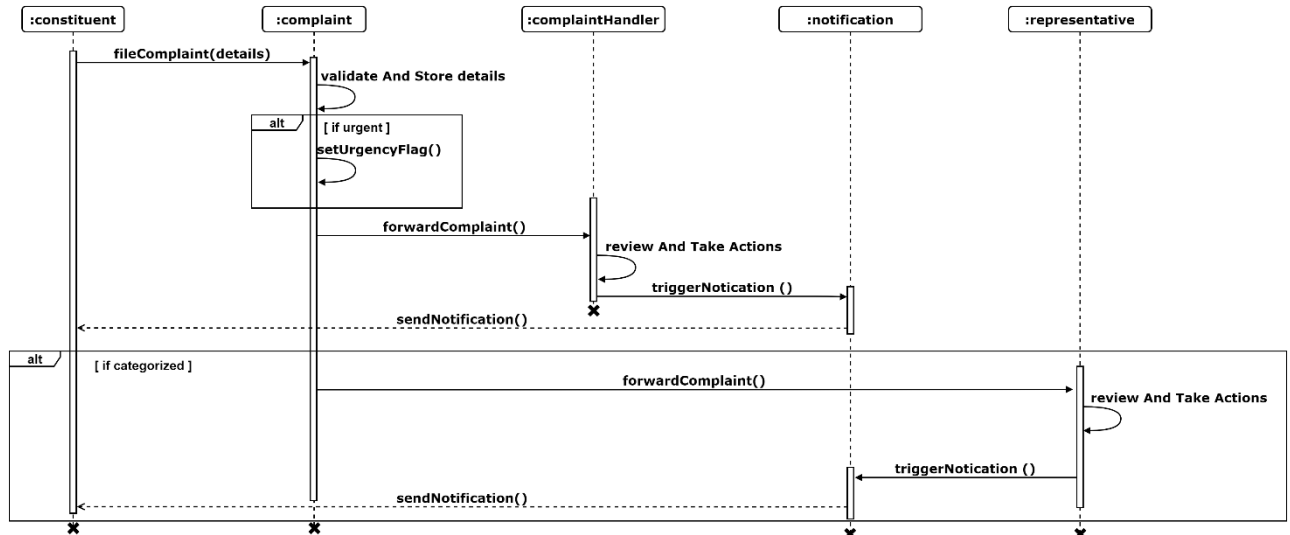 :constituent
:complaint
:complaintHandler
:notification
:representative
fileComplaint(details)
validate And Store details
alt
[ if urgent ]
setUrgencyFlag()
forwardComplaint()
review And Take Actions
triggerNotication ()
sendNotification()
alt
[ if categorized ]
forwardComplaint()
review And Take Actions
triggerNotication ()
sendNotification()